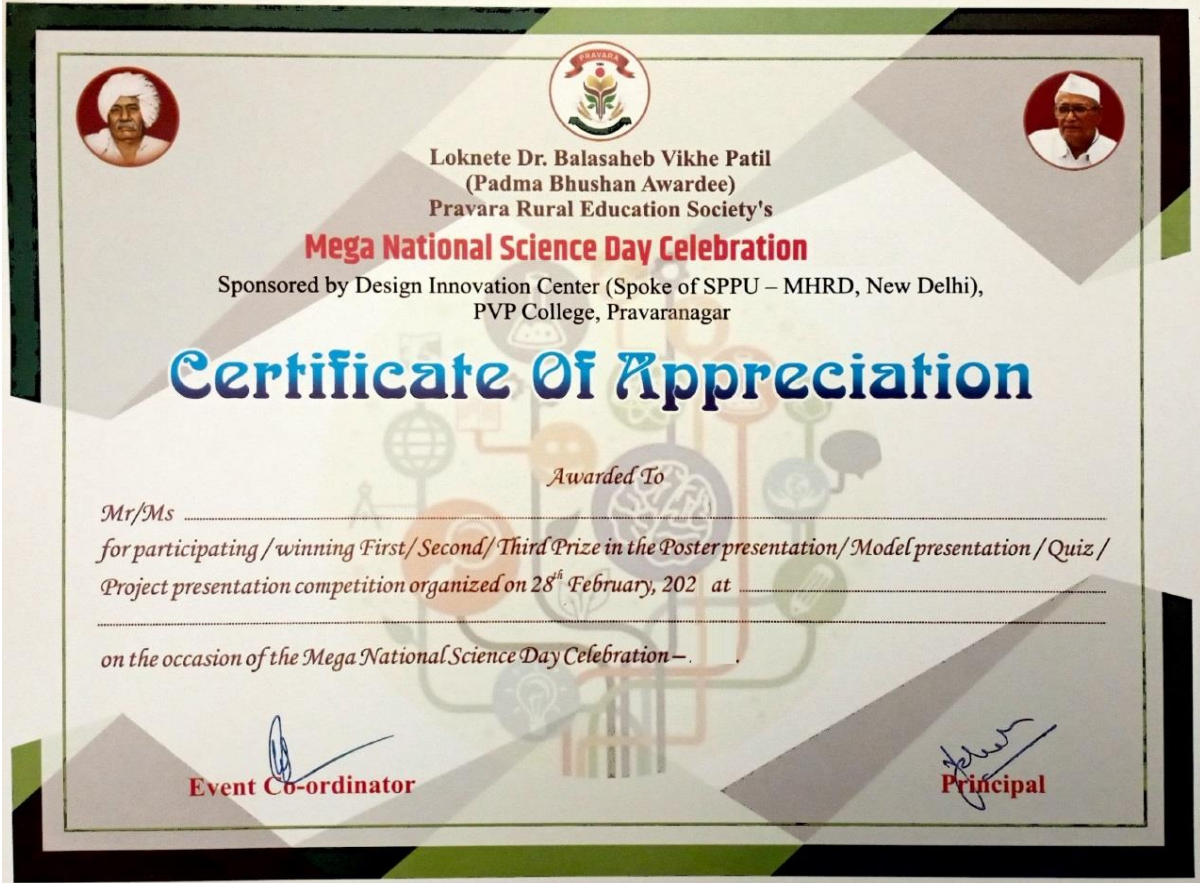 PRAVARA
Loknete Dr. Balasaheb Vikhe Patil
(Padma Bhushan Awardee)
Pravara Rural Education Society's
Mega National Science Day Celebration
Sponsored by Design Innovation Center (Spoke of SPPU – MHRD, New Delhi),
PVP College, Pravaranagar
Certificate Of Appreciation
Awarded To
Mr/Ms
for participating / winning First/ Second/ Third Prize in the Poster presentation/ Model presentation / Quiz /
Project presentation competition organized on 28th February, 202 at
on the occasion of the Mega National Science Day Celebration – .
Event Co-ordinator
Principal